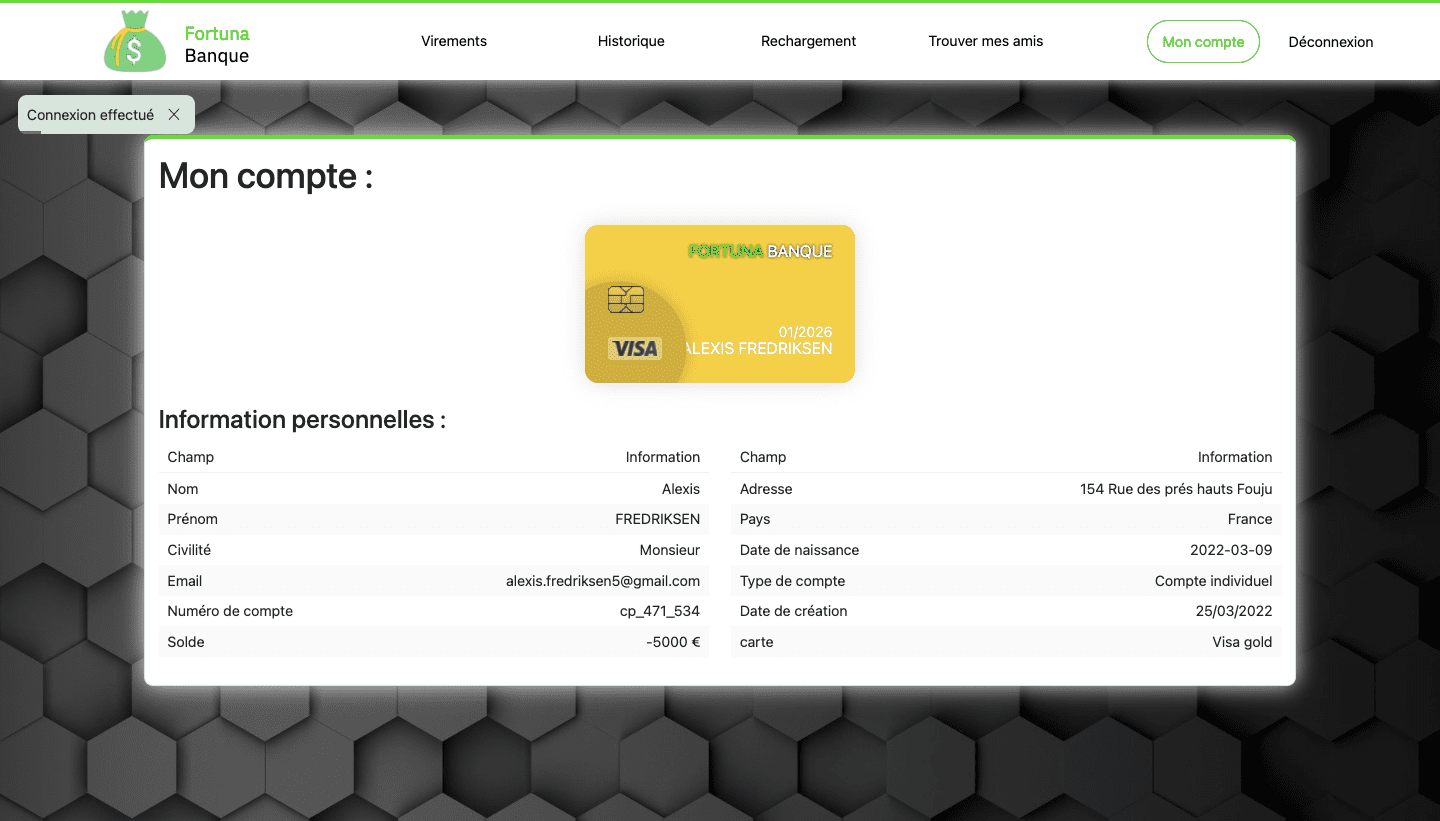 Fortuna
Banque
Virements
Historique
Rechargement
Trouver mes amis
Mon compte
Déconnexion
Connexion effectué
Mon compte :
FORTUNA BANQUE
01/2026
VISA
ALEXIS FREDRIKSEN
Information personnelles :
Champ Information
Nom Alexis
Prénom FREDRIKSEN
Civilité Monsieur
Email alexis.fredriksen5@gmail.com
Numéro de compte cp_471_534
Solde -5000 €
Champ Information
Adresse 154 Rue des prés hauts Fouju
Pays France
Date de naissance 2022-03-09
Type de compte Compte individuel
Date de création 25/03/2022
carte Visa gold